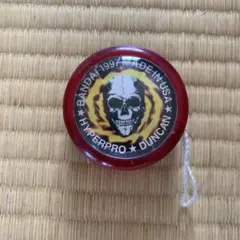 ★ BANDAI 1997 MADE IN USA ★
HYPERPRO ★ DUNCAN